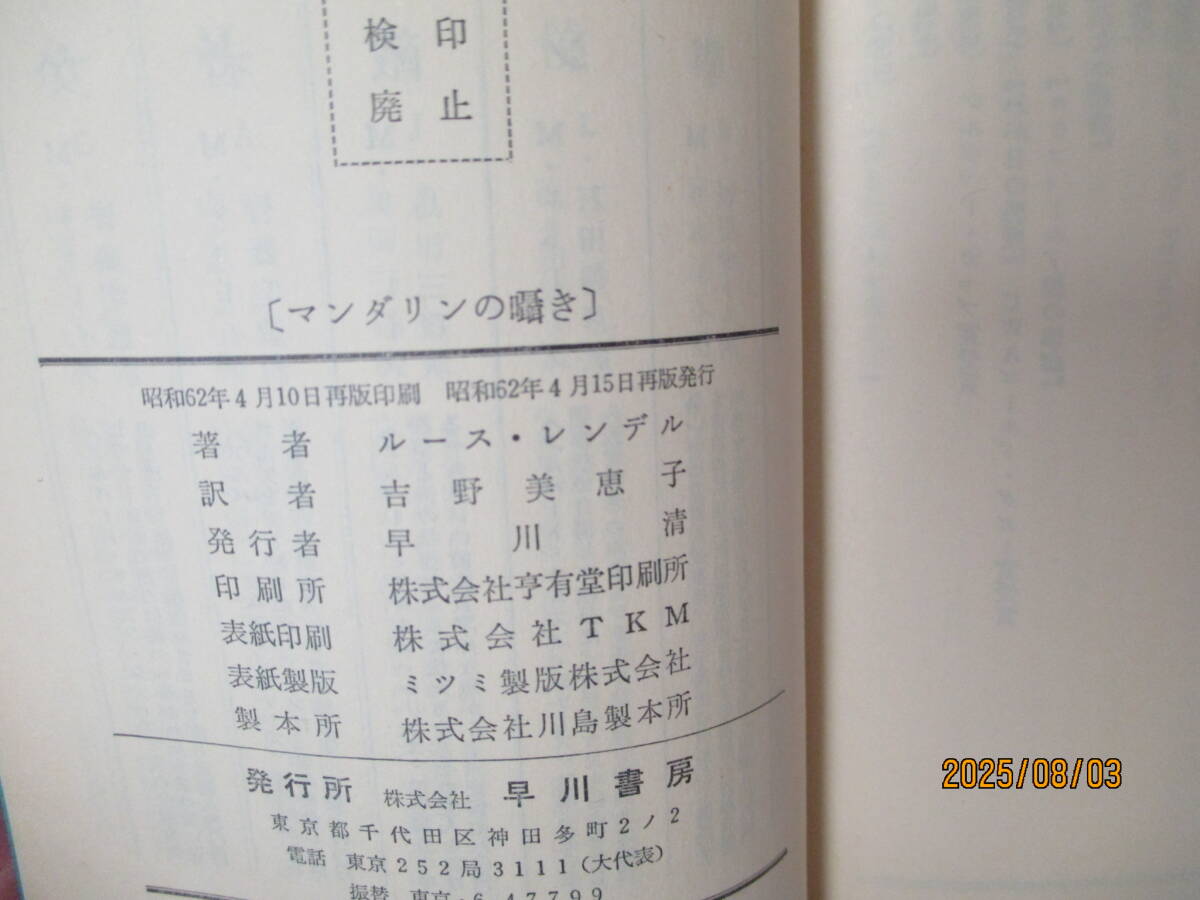 検印
廃止
〔マンダリンの囁き〕
昭和62年4月10日再版印刷 昭和62年4月15日再版発行
著者 ルース・レンデル
訳者 吉野美恵子
発行者 早川清
印刷所 株式会社亨有堂印刷所
表紙印刷 株式会社TKM
表紙製版 ミツミ製版株式会社
製本所 株式会社川島製本所
発行所 株式会社 早川書房
東京都千代田区神田多町2ノ2
電話 東京252局3111(大代表)
振替 東京・6-47799
2025/08/03